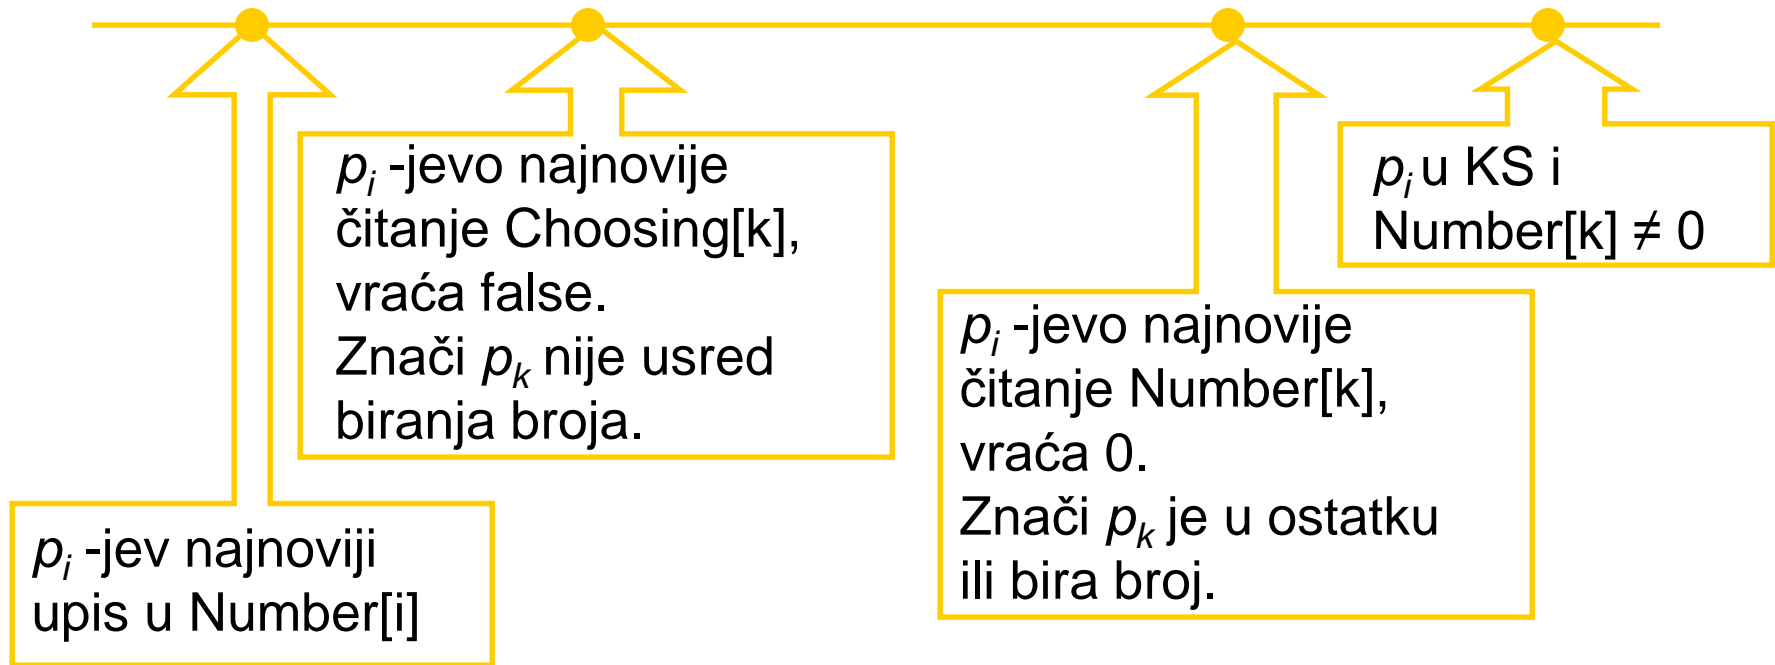 pᵢ -jev najnoviji
upis u Number[i]
pᵢ -jevo najnovije
čitanje Choosing[k],
vraća false.
Znači pₖ nije usred
biranja broja.
pᵢ -jevo najnovije
čitanje Number[k],
vraća 0.
Znači pₖ je u ostatku
ili bira broj.
pᵢ u KS i
Number[k] ≠ 0